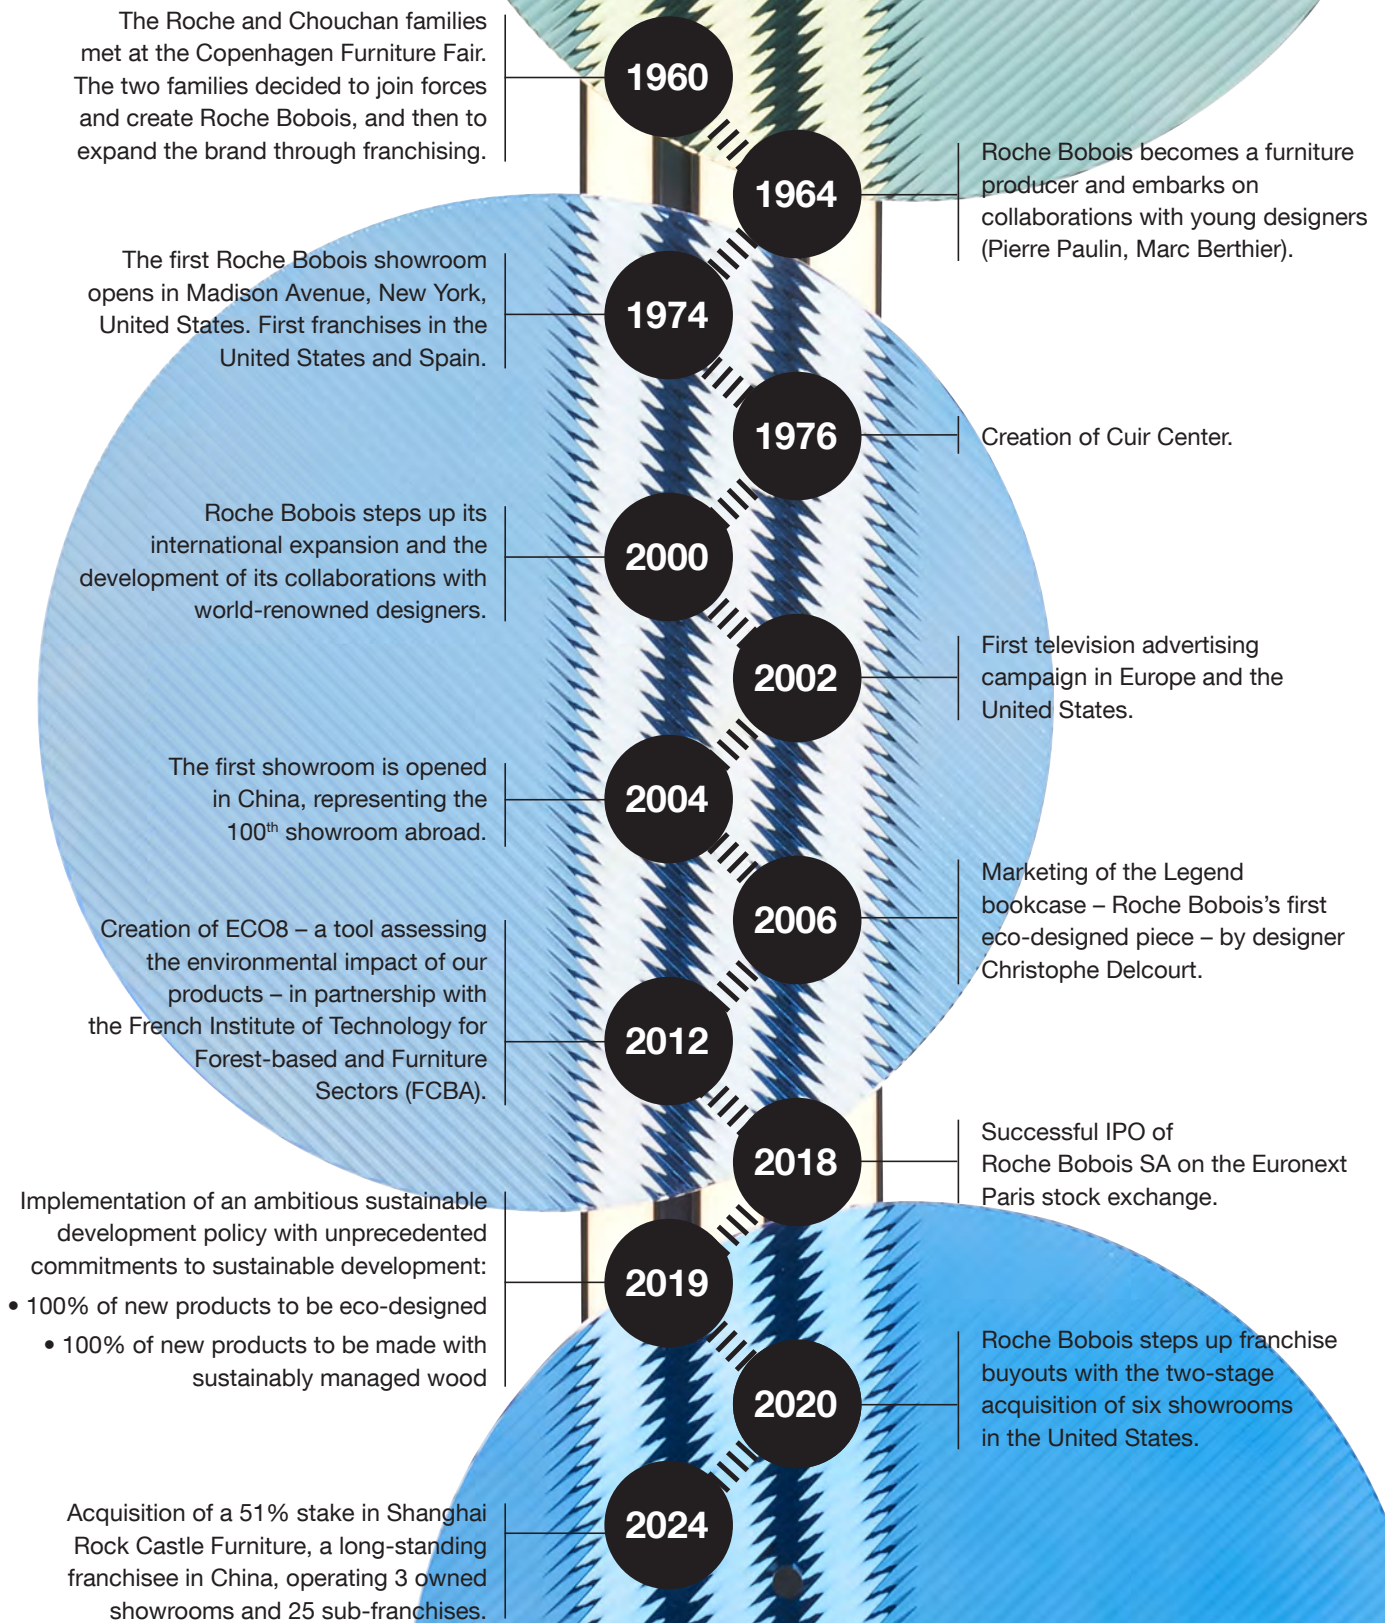 The Roche and Chouchan families
met at the Copenhagen Furniture Fair.
The two families decided to join forces
and create Roche Bobois, and then to
expand the brand through franchising.
1960
1964
Roche Bobois becomes a furniture
producer and embarks on
collaborations with young designers
(Pierre Paulin, Marc Berthier).
The first Roche Bobois showroom
opens in Madison Avenue, New York,
United States. First franchises in the
United States and Spain.
1974
1976
Creation of Cuir Center.
Roche Bobois steps up its
international expansion and the
development of its collaborations with
world-renowned designers.
2000
2002
First television advertising
campaign in Europe and the
United States.
The first showroom is opened
in China, representing the
100th showroom abroad.
2004
2006
Marketing of the Legend
bookcase – Roche Bobois's first
eco-designed piece – by designer
Christophe Delcourt.
Creation of ECO8 – a tool assessing
the environmental impact of our
products – in partnership with
the French Institute of Technology for
Forest-based and Furniture
Sectors (FCBA).
2012
2018
Successful IPO of
Roche Bobois SA on the Euronext
Paris stock exchange.
Implementation of an ambitious sustainable
development policy with unprecedented
commitments to sustainable development:
• 100% of new products to be eco-designed
• 100% of new products to be made with
sustainably managed wood
2019
2020
Roche Bobois steps up franchise
buyouts with the two-stage
acquisition of six showrooms
in the United States.
Acquisition of a 51% stake in Shanghai
Rock Castle Furniture, a long-standing
franchisee in China, operating 3 owned
showrooms and 25 sub-franchises.
2024